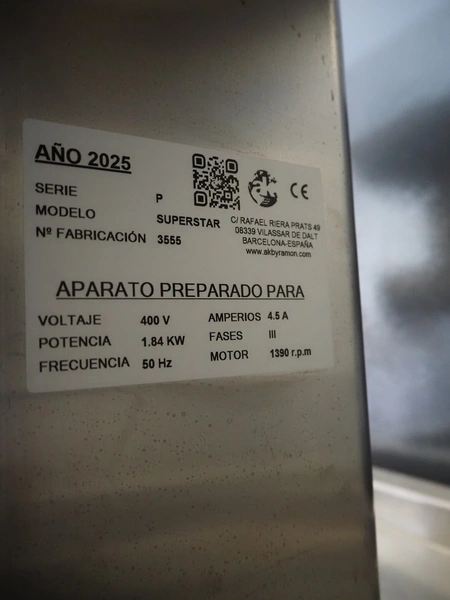 AÑO 2025
SERIE P
MODELO SUPERSTAR
Nº FABRICACIÓN 3555
CE
C/ RAFAEL RIERA PRATS 49
08339 VILASSAR DE DALT
BARCELONA-ESPAÑA
www.akbyramon.com
APARATO PREPARADO PARA
VOLTAJE 400 V AMPERIOS 4.5 A
POTENCIA 1.84 KW FASES III
FRECUENCIA 50 Hz MOTOR 1390 r.p.m